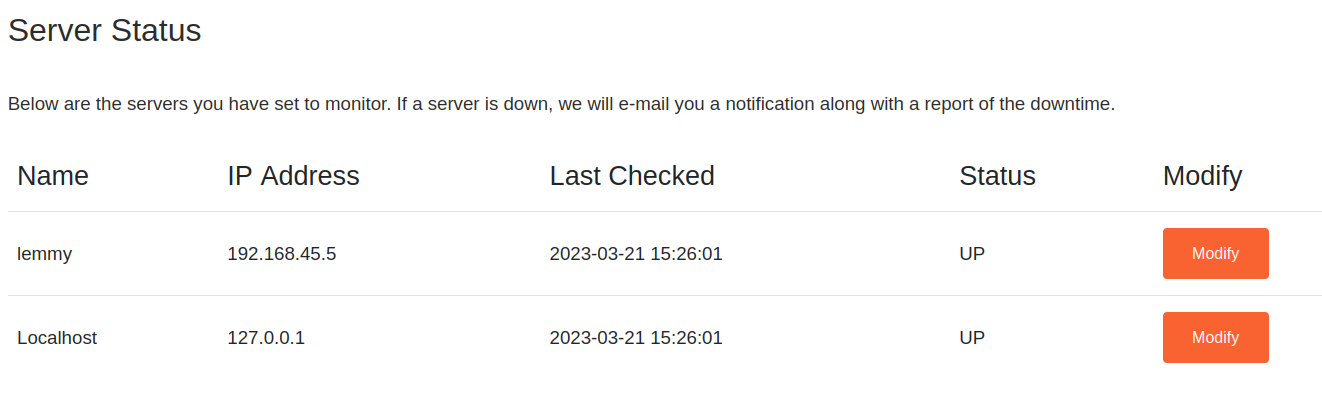 Server Status
Below are the servers you have set to monitor. If a server is down, we will e-mail you a notification along with a report of the downtime.
Name IP Address Last Checked Status Modify
lemmy 192.168.45.5 2023-03-21 15:26:01 UP Modify
Localhost 127.0.0.1 2023-03-21 15:26:01 UP Modify